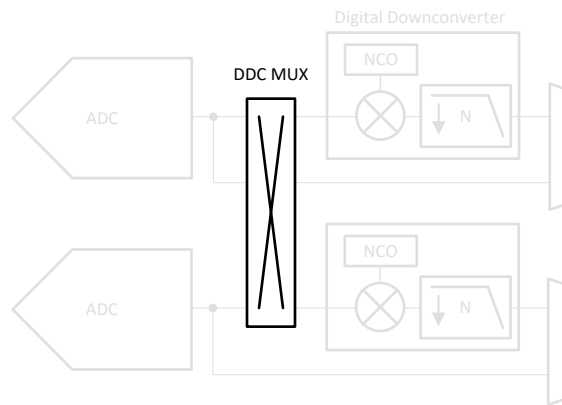 Digital Downconverter
NCO
DDC MUX
ADC
N
NCO
ADC
N